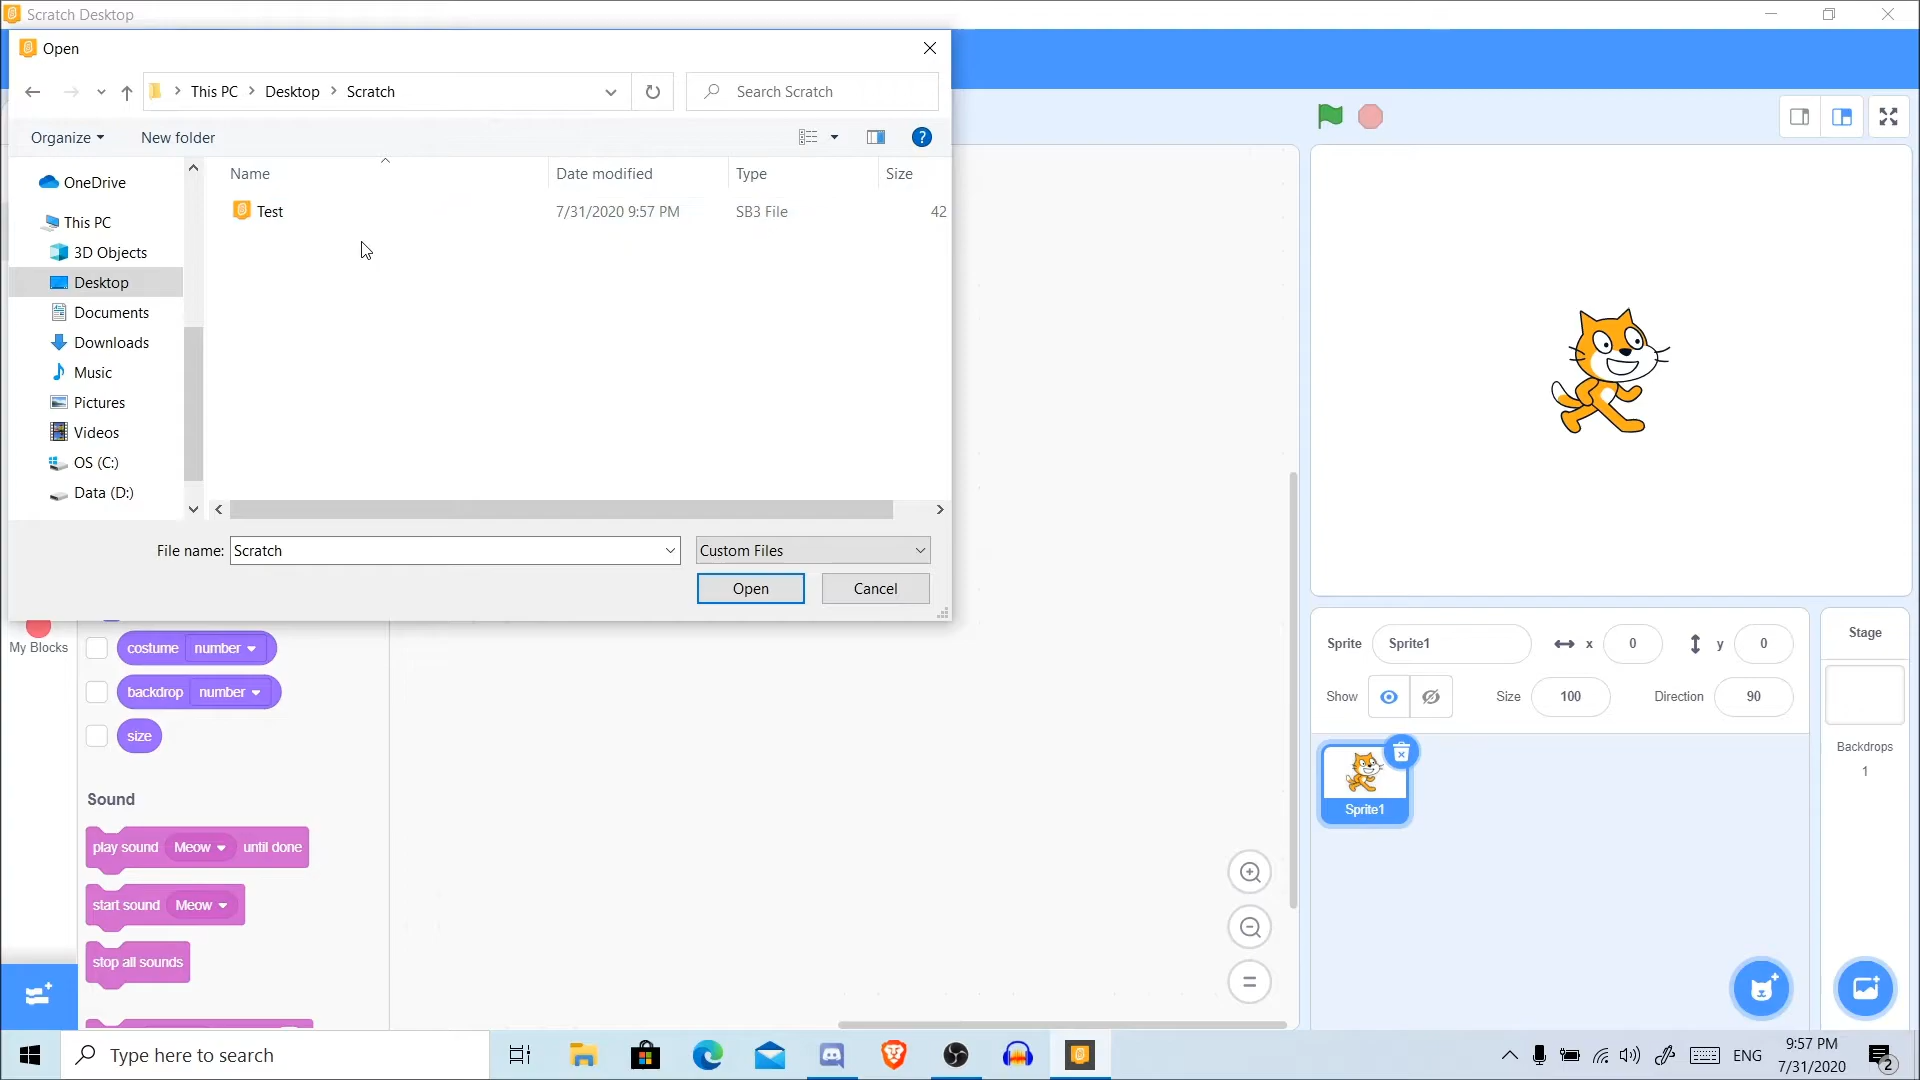 Scratch Desktop
Open
This PC
Desktop
Scratch
Search Scratch
Organize
New folder
?
Name
Date modified
Type
Size
Test
7/31/2020 9:57 PM
SB3 File
42
OneDrive
This PC
3D Objects
Desktop
Documents
Downloads
Music
Pictures
Videos
OS (C:)
Data (D:)
File name:
Scratch
Custom Files
Open
Cancel
My Blocks
costume number
backdrop number
size
Sound
play sound Meow until done
start sound Meow
stop all sounds
Sprite
Sprite1
x
0
y
0
Show
Size
100
Direction
90
Sprite1
Stage
Backdrops
1
Type here to search
ENG
9:57 PM
7/31/2020
2